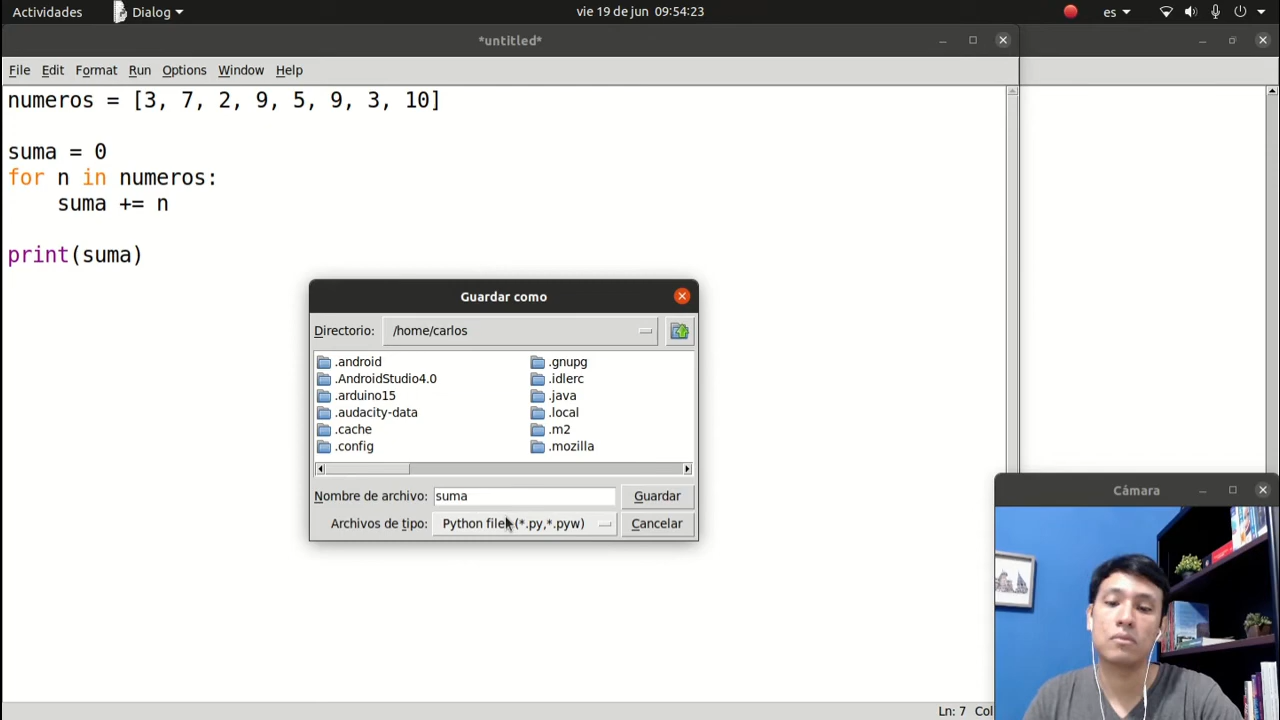 Actividades Dialog vie 19 de jun 09:54:23 es
*untitled*
File Edit Format Run Options Window Help
numeros = [3, 7, 2, 9, 5, 9, 3, 10]
suma = 0
for n in numeros:
suma += n
print(suma)
Guardar como
Directorio: /home/carlos
.android .gnupg
.AndroidStudio4.0 .idlerc
.arduino15 .java
.audacity-data .local
.cache .m2
.config .mozilla
Nombre de archivo: suma Guardar
Archivos de tipo: Python files (*.py,*.pyw) Cancelar
Cámara
Ln: 7 Col